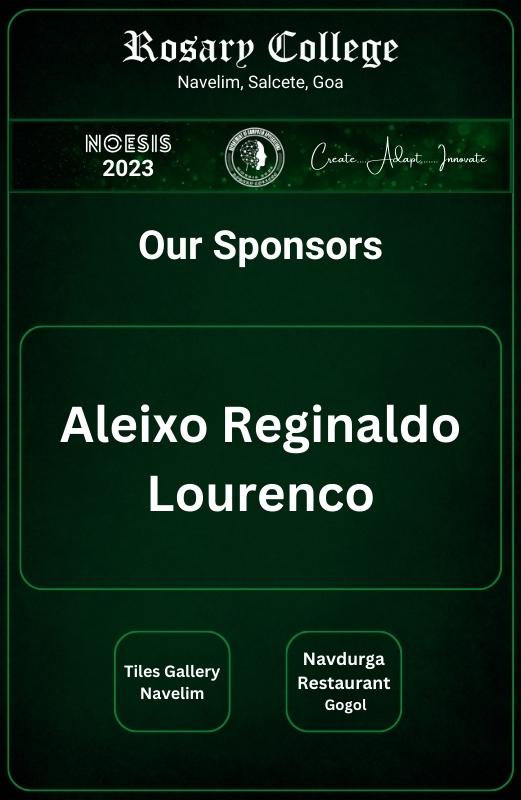 Rosary College
Navelim, Salcete, Goa
NOESIS
2023
Create....Adapt......Innovate
Our Sponsors
Aleixo Reginaldo
Lourenco
Tiles Gallery
Navelim
Navdurga
Restaurant
Gogol